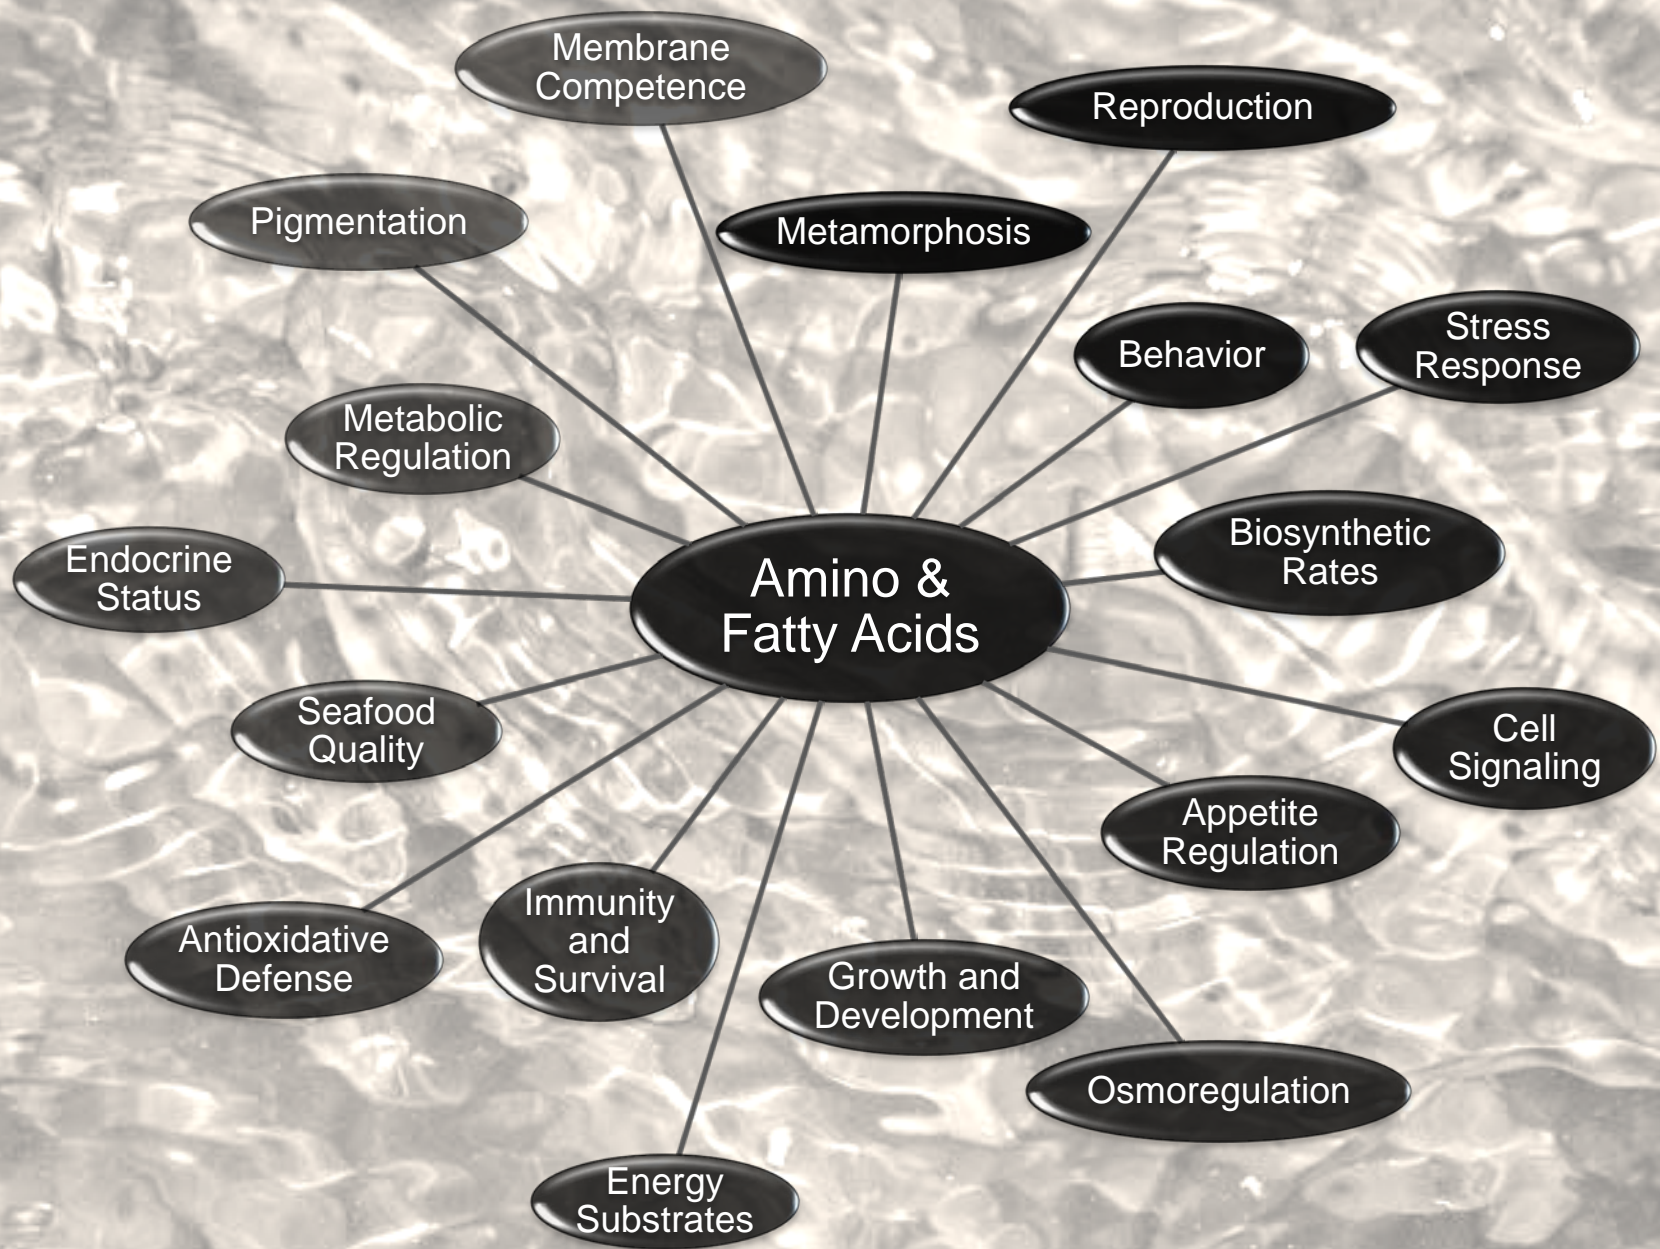 Membrane
Competence
Reproduction
Pigmentation
Metamorphosis
Behavior
Stress
Response
Metabolic
Regulation
Biosynthetic
Rates
Endocrine
Status
Amino &
Fatty Acids
Seafood
Quality
Cell
Signaling
Appetite
Regulation
Antioxidative
Defense
Immunity
and
Survival
Growth and
Development
Osmoregulation
Energy
Substrates